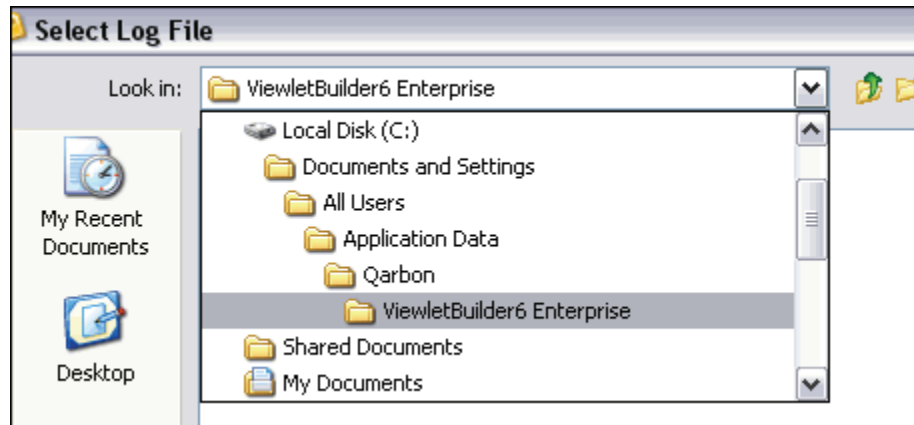 Select Log File
Look in:
ViewletBuilder6 Enterprise
Local Disk (C:)
Documents and Settings
All Users
Application Data
Qarbon
ViewletBuilder6 Enterprise
Shared Documents
My Documents
My Recent
Documents
Desktop